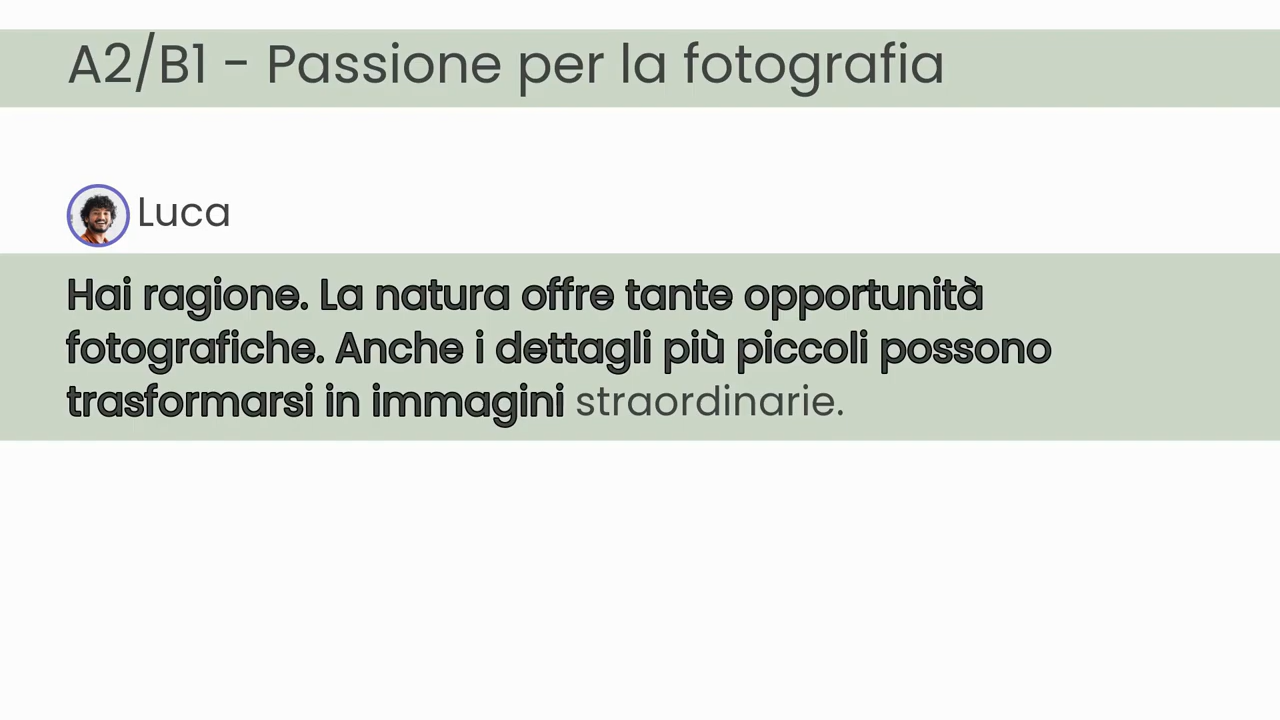 A2/B1 - Passione per la fotografia
Luca
Hai ragione. La natura offre tante opportunità
fotografiche. Anche i dettagli più piccoli possono
trasformarsi in immagini straordinarie.